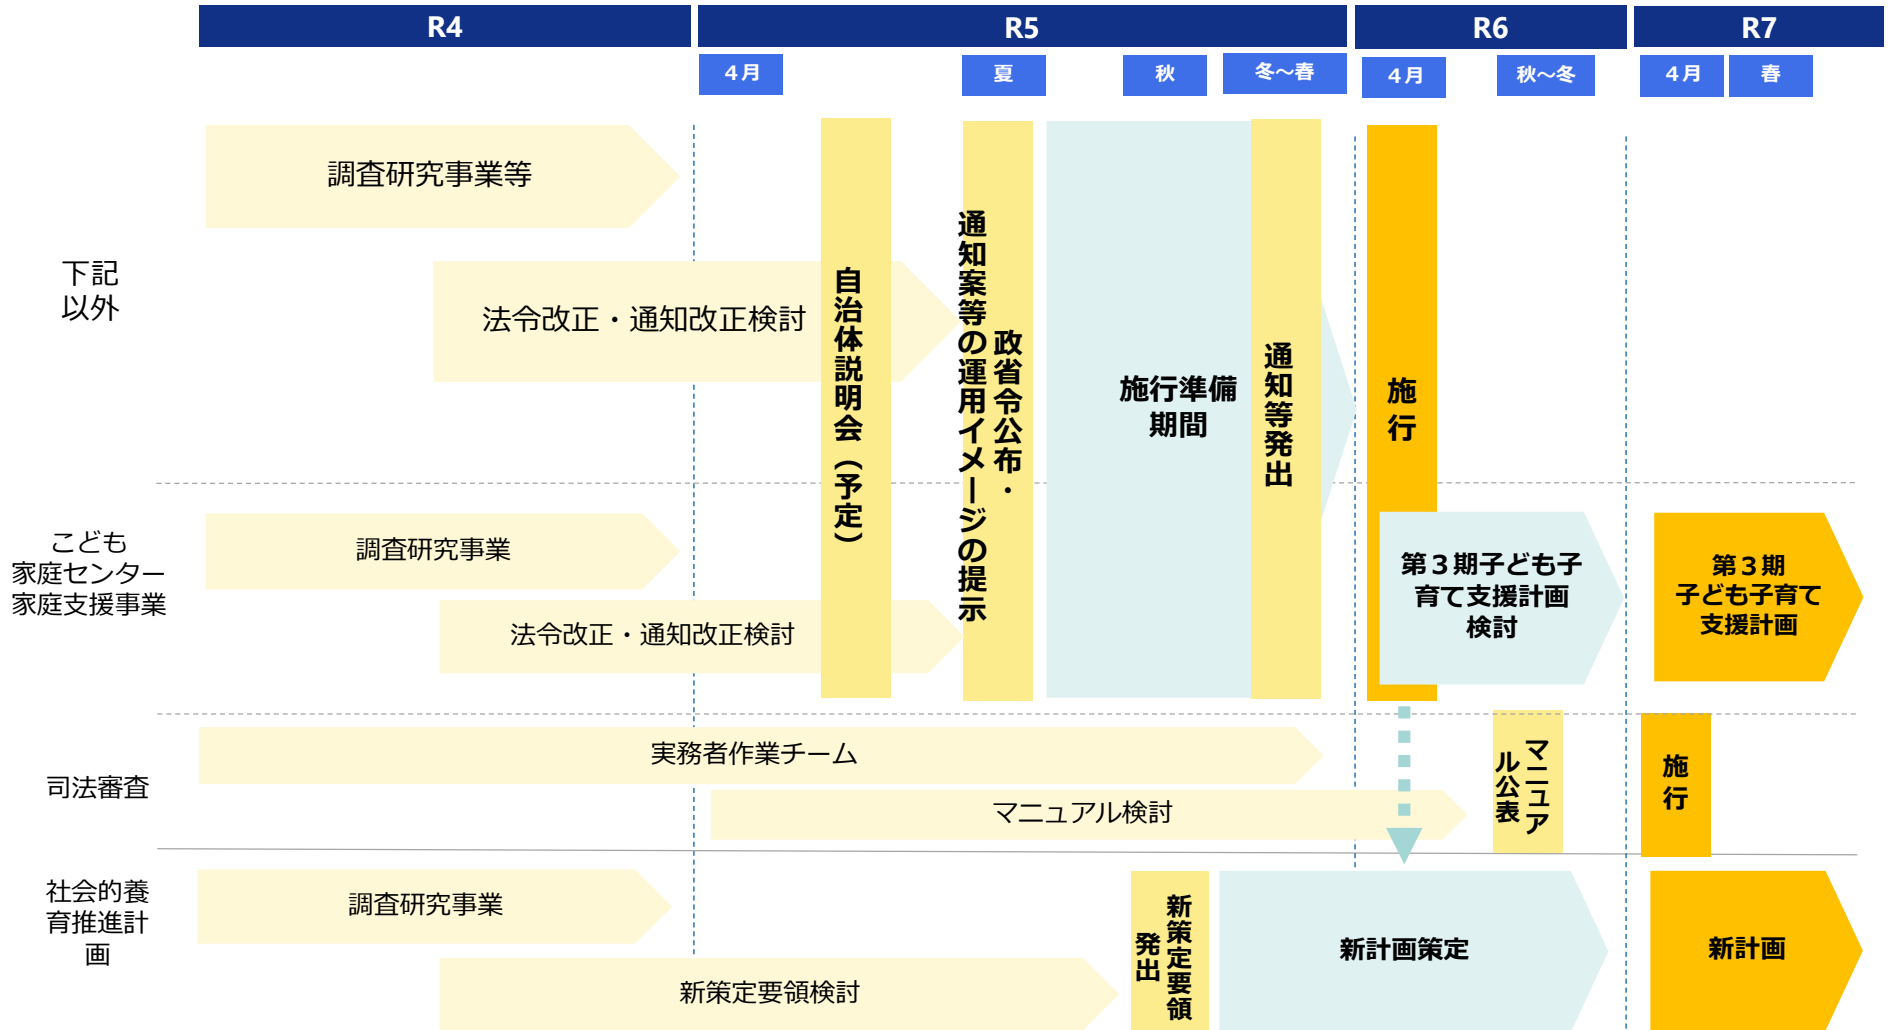 R4
R5
R6
R7
４月
夏
秋
冬～春
４月
秋～冬
４月
春
下記
以外
調査研究事業等
法令改正・通知改正検討
自治体説明会（予定）
政省令公布・
通知案等の運用イメージの提示
施行準備
期間
通知等発出
施行
こども
家庭センター
家庭支援事業
調査研究事業
法令改正・通知改正検討
第３期子ども子
育て支援計画
検討
第３期
子ども子育て
支援計画
司法審査
実務者作業チーム
マニュアル検討
マニュア
ル公表
施行
社会的養
育推進計
画
調査研究事業
新策定要領検討
新策定要領
発出
新計画策定
新計画